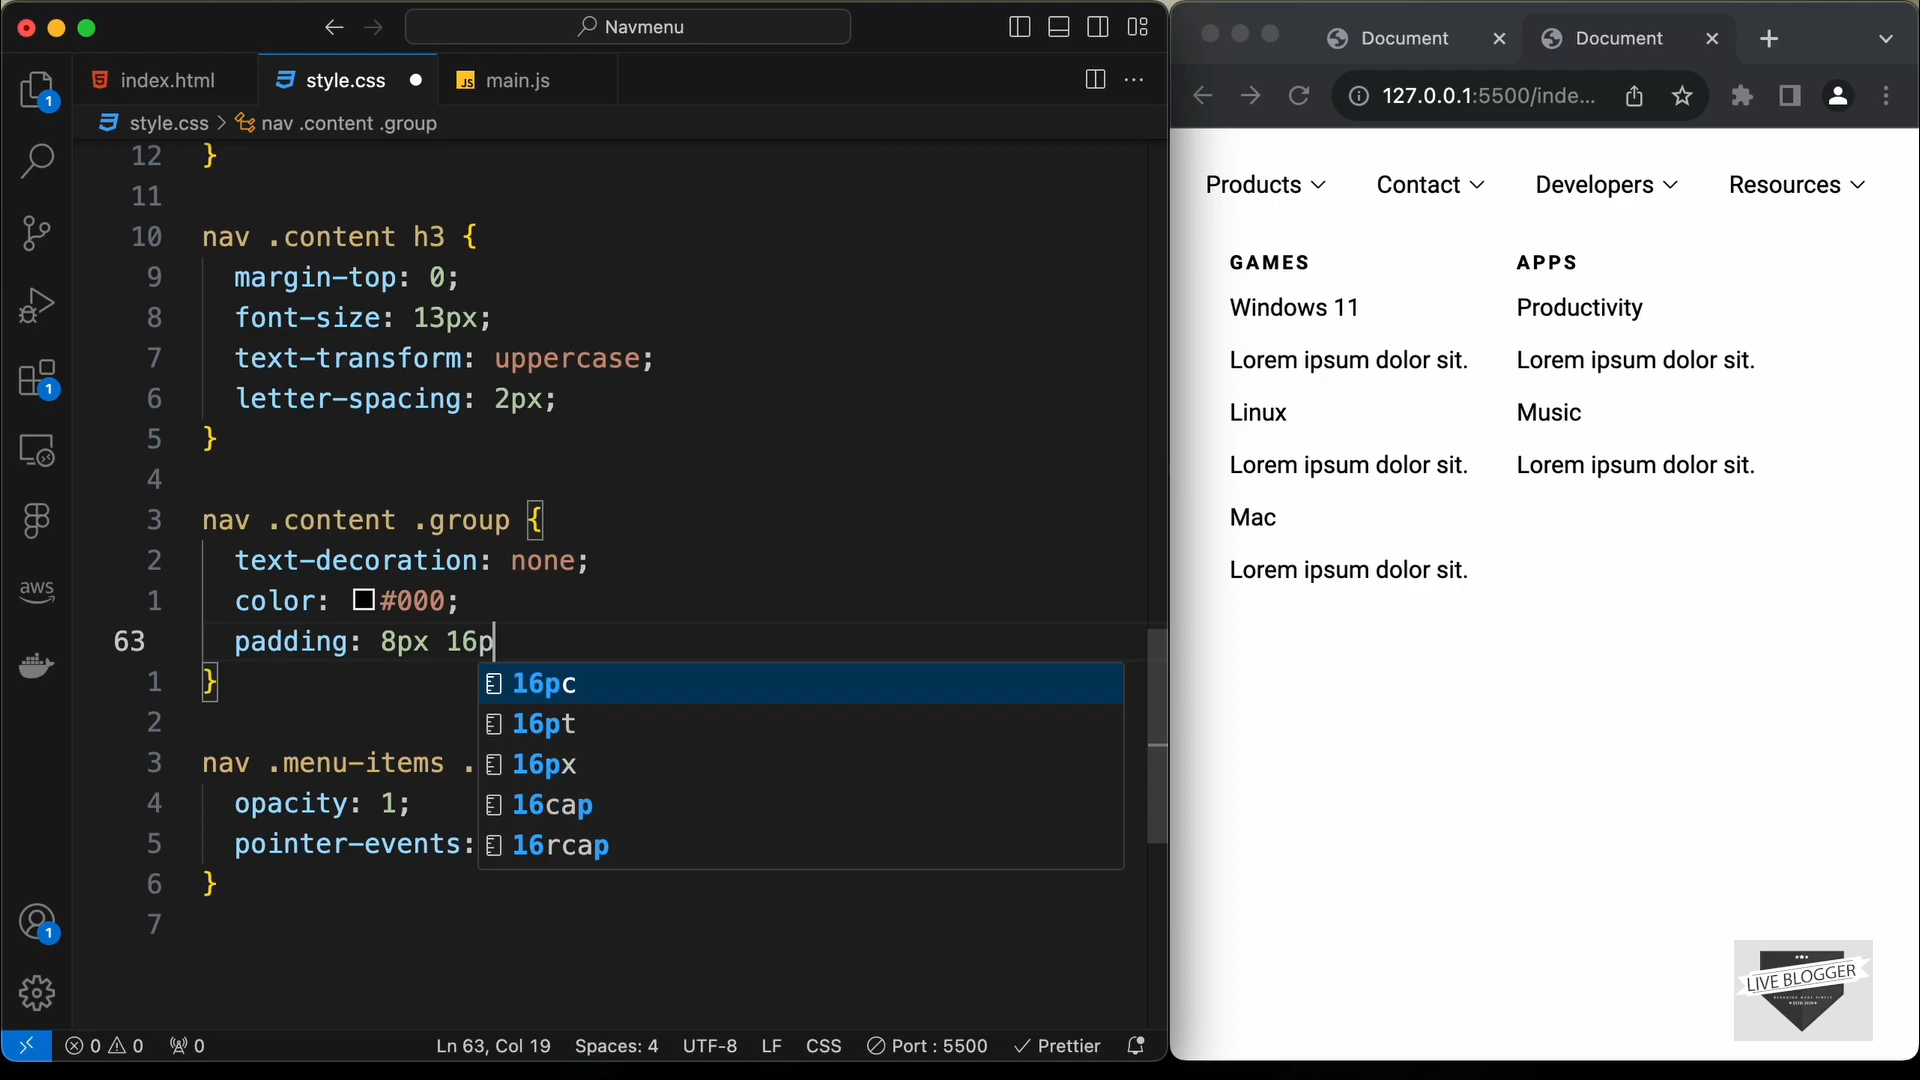 Navmenu
index.html
style.css
JS main.js
style.css > nav .content .group
12 }
11
10 nav .content h3 {
9 margin-top: 0;
8 font-size: 13px;
7 text-transform: uppercase;
6 letter-spacing: 2px;
5 }
4
3 nav .content .group {
2 text-decoration: none;
1 color: #000;
63 padding: 8px 16p
1 }
2
3 nav .menu-items .
4 opacity: 1;
5 pointer-events:
6 }
7
16pc
16pt
16px
16cap
16rcap
1
1
aws
1
0 0 0
Ln 63, Col 19 Spaces: 4 UTF-8 LF CSS Port : 5500 Prettier
Document Document
127.0.0.1:5500/inde...
Products Contact Developers Resources
GAMES
Windows 11
Lorem ipsum dolor sit.
Linux
Lorem ipsum dolor sit.
Mac
Lorem ipsum dolor sit.
APPS
Productivity
Lorem ipsum dolor sit.
Music
Lorem ipsum dolor sit.
LIVE BLOGGER